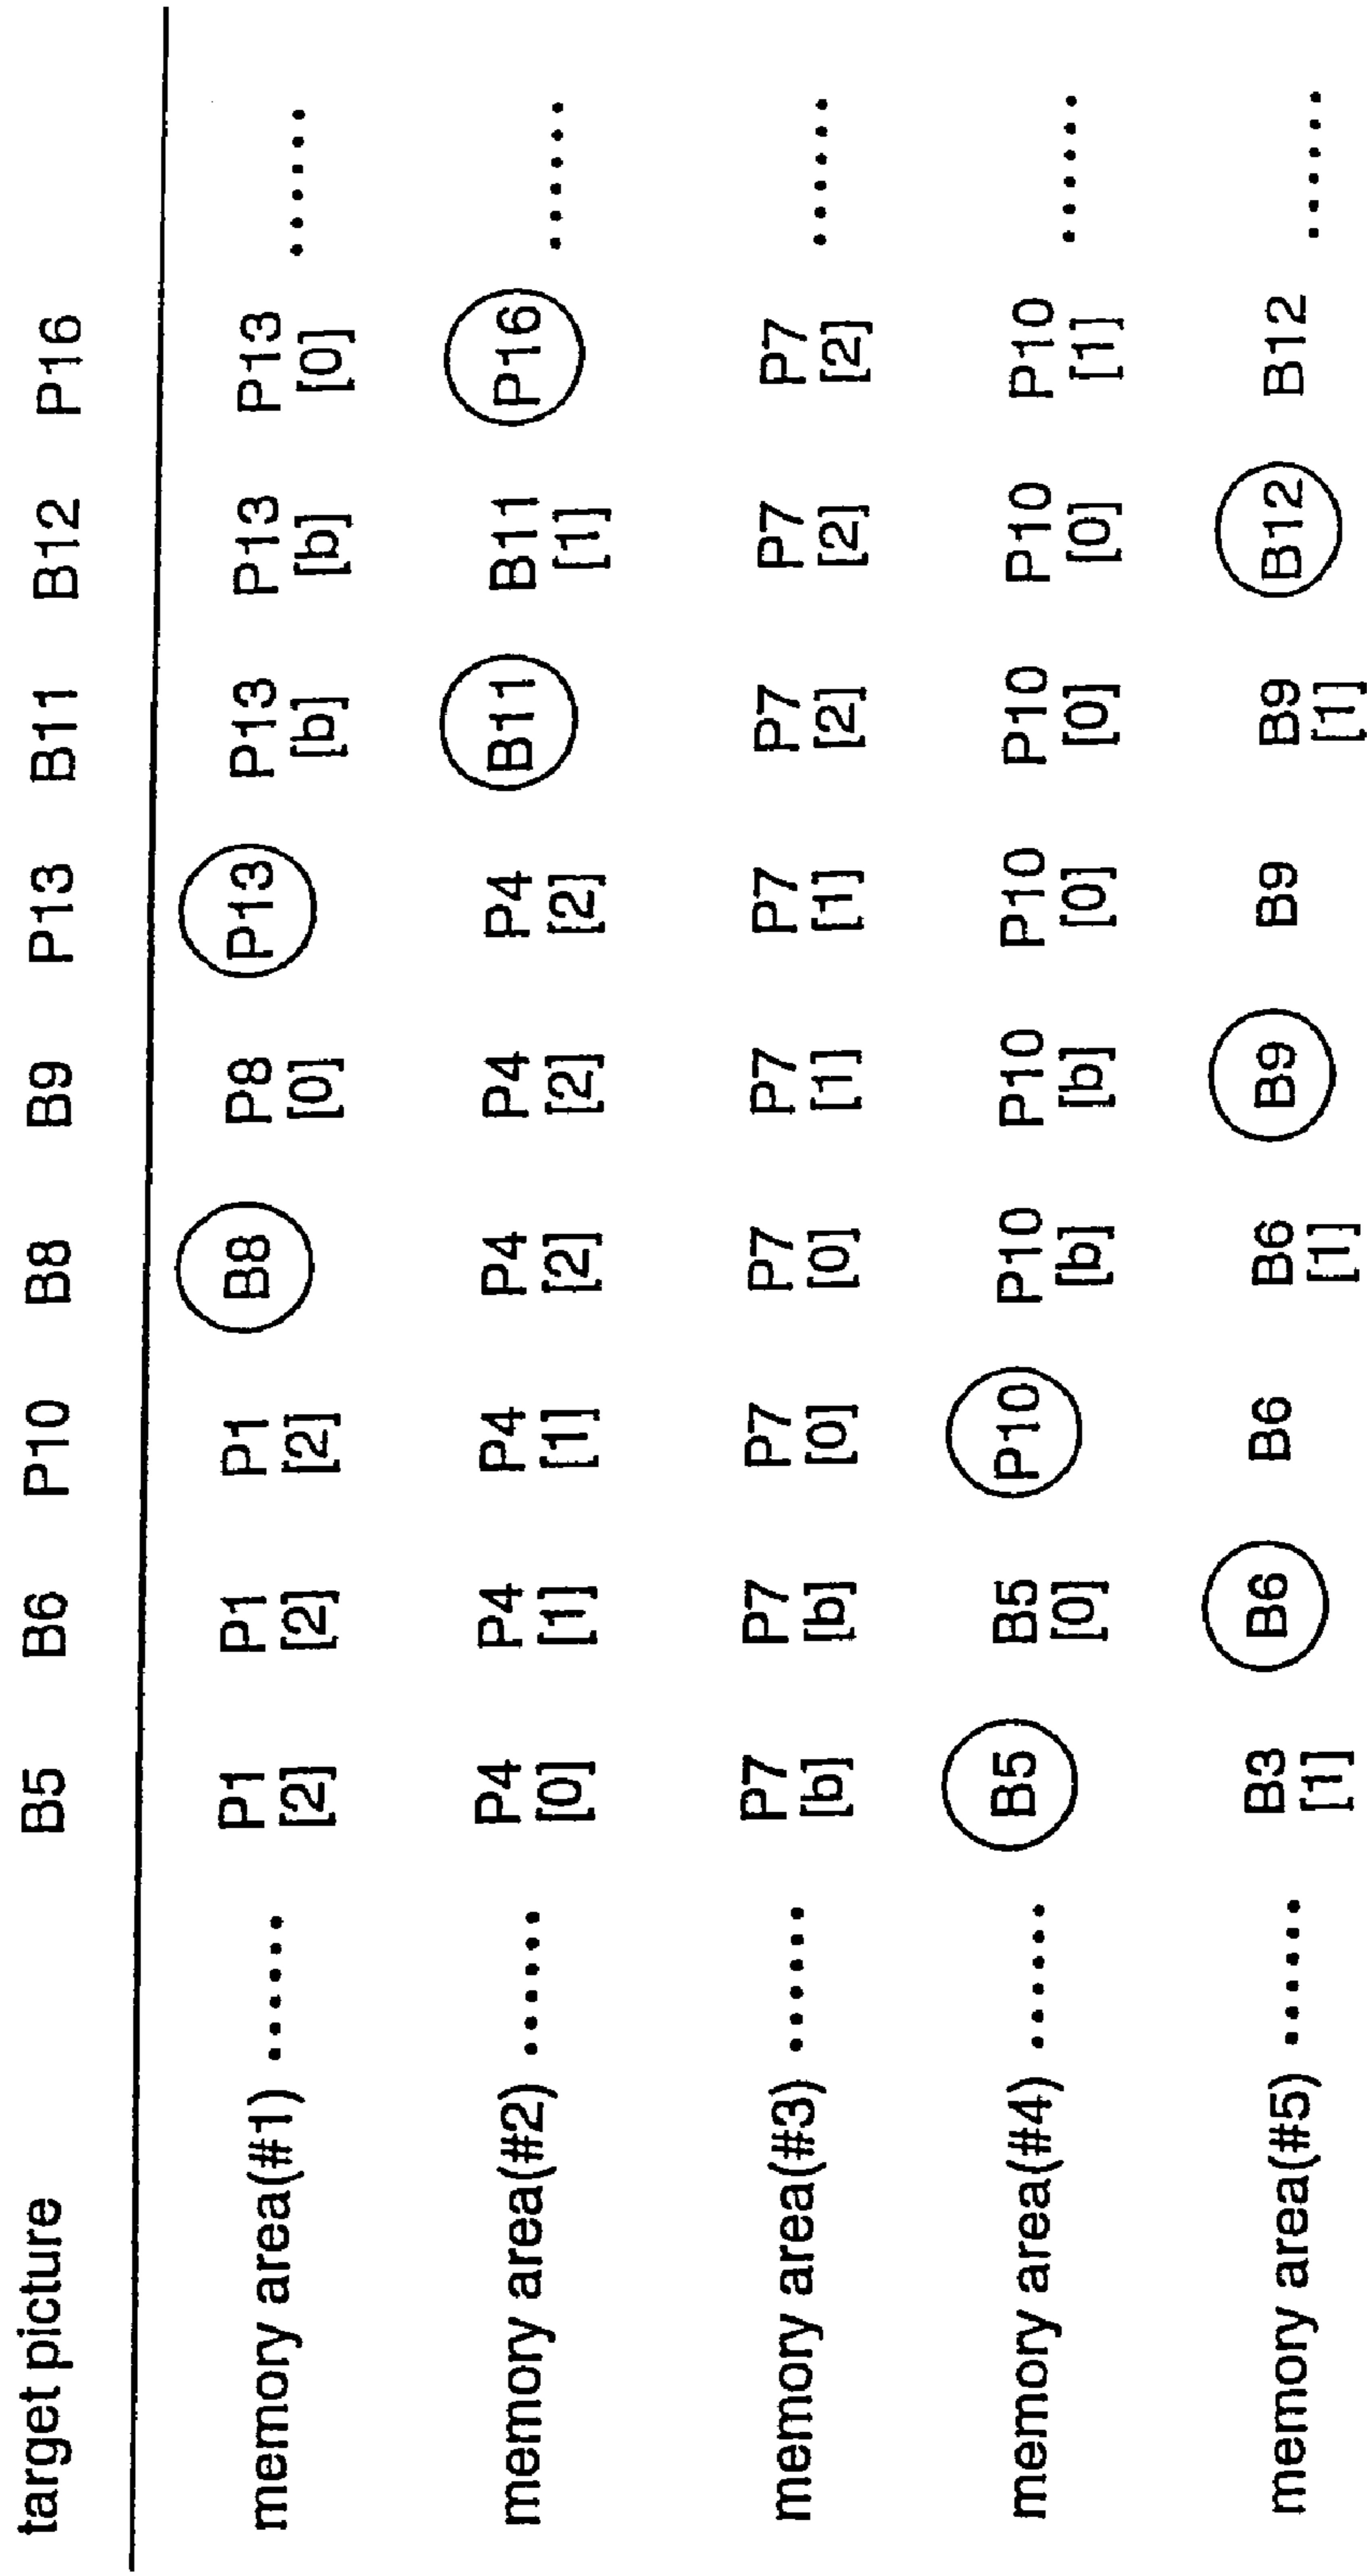 target picture B5 B6 P10 B8 B9 P13 B11 B12 P16
memory area(#1) ...... P1 P1 P1 B8 P8 P13 P13 P13 P13 ......
[2] [2] [2] [0] [b] [b] [0]
memory area(#2) ...... P4 P4 P4 P4 P4 P4 B11 B11 P16 ......
[0] [1] [1] [2] [2] [2] [1]
memory area(#3) ...... P7 P7 P7 P7 P7 P7 P7 P7 P7 ......
[b] [b] [0] [0] [1] [1] [2] [2] [2]
memory area(#4) ...... B5 B5 P10 P10 P10 P10 P10 P10 P10 ......
[0] [b] [b] [0] [0] [0] [1]
memory area(#5) ...... B3 B6 B6 B6 B9 B9 B9 B12 B12 ......
[1] [1] [1]